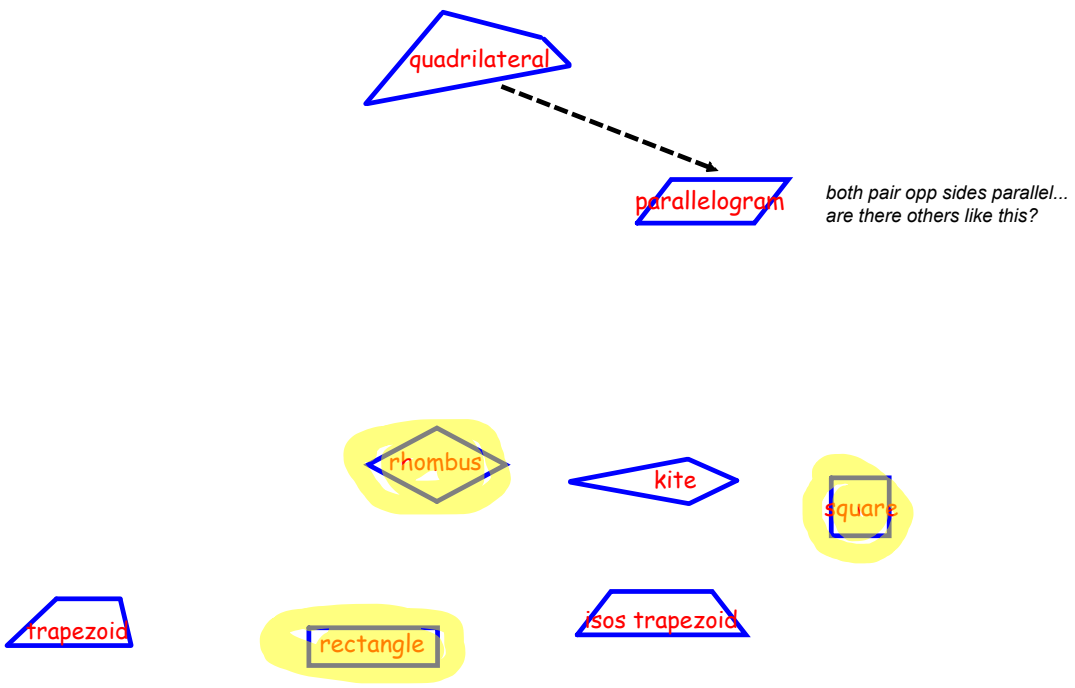 quadrilateral
parallelogram
both pair opp sides parallel...
are there others like this?
rhombus
kite
square
trapezoid
rectangle
isos trapezoid